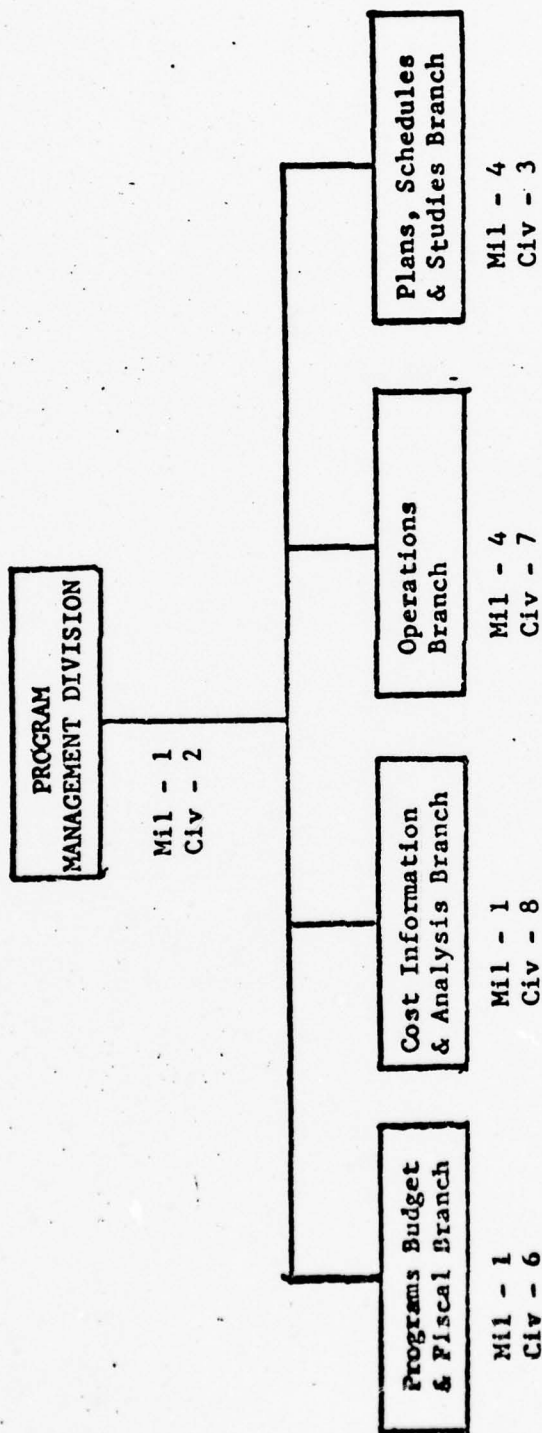 PROGRAM
MANAGEMENT DIVISION
Mil - 1
Civ - 2
Programs Budget
& Fiscal Branch
Mil - 1
Civ - 6
Cost Information
& Analysis Branch
Mil - 1
Civ - 8
Operations
Branch
Mil - 4
Civ - 7
Plans, Schedules
& Studies Branch
Mil - 4
Civ - 3